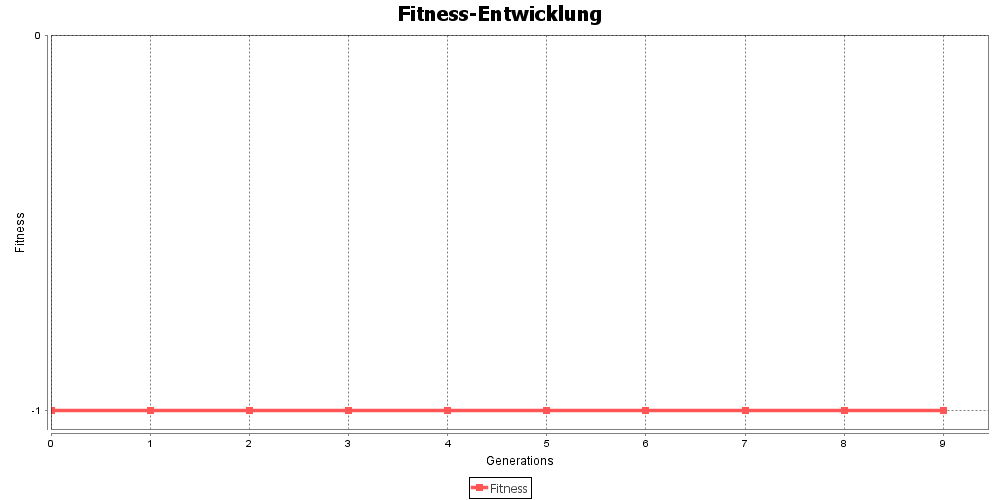 Fitness-Entwicklung
0
Fitness
-1
0 1 2 3 4 5 6 7 8 9
Generations
Fitness